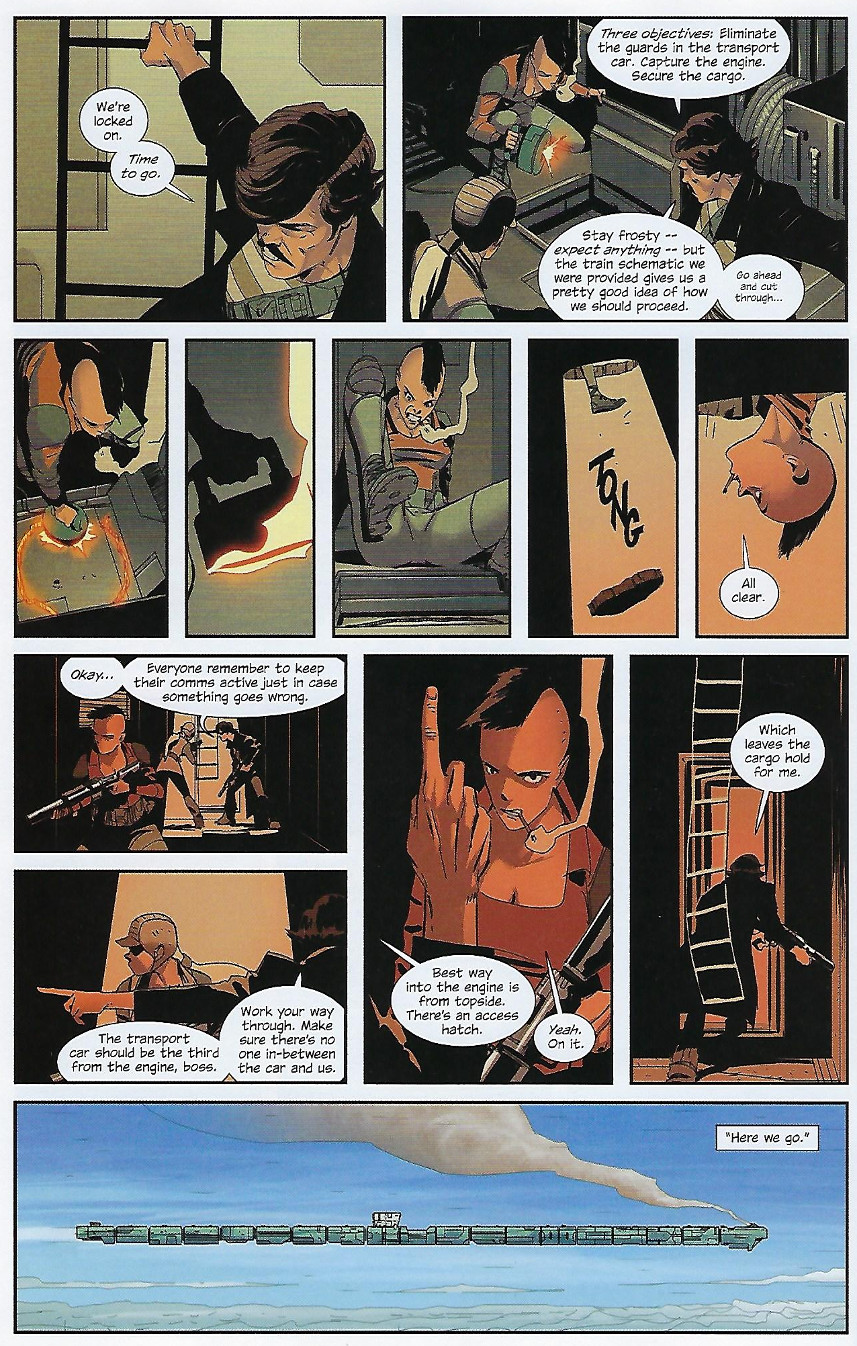 We're
locked
on.
Time
to go.
Three objectives: Eliminate
the guards in the transport
car. Capture the engine.
Secure the cargo.
Stay frosty --
expect anything -- but
the train schematic we
were provided gives us a
pretty good idea of how
we should proceed.
Go ahead
and cut
through...
TONG
All
clear.
Okay...
Everyone remember to keep
their comms active just in case
something goes wrong.
The transport
car should be the third
from the engine, boss.
Work your way
through. Make
sure there's no
one in-between
the car and us.
Best way
into the engine is
from topside.
There's an access
hatch.
Yeah.
On it.
Which
leaves the
cargo hold
for me.
"Here we go."